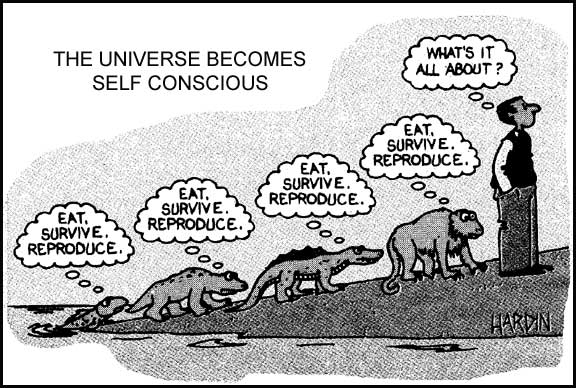 THE UNIVERSE BECOMES
SELF CONSCIOUS
EAT,
SURVIVE,
REPRODUCE.
EAT,
SURVIVE,
REPRODUCE.
EAT,
SURVIVE,
REPRODUCE.
EAT,
SURVIVE,
REPRODUCE.
WHAT'S IT
ALL ABOUT?
HARDIN